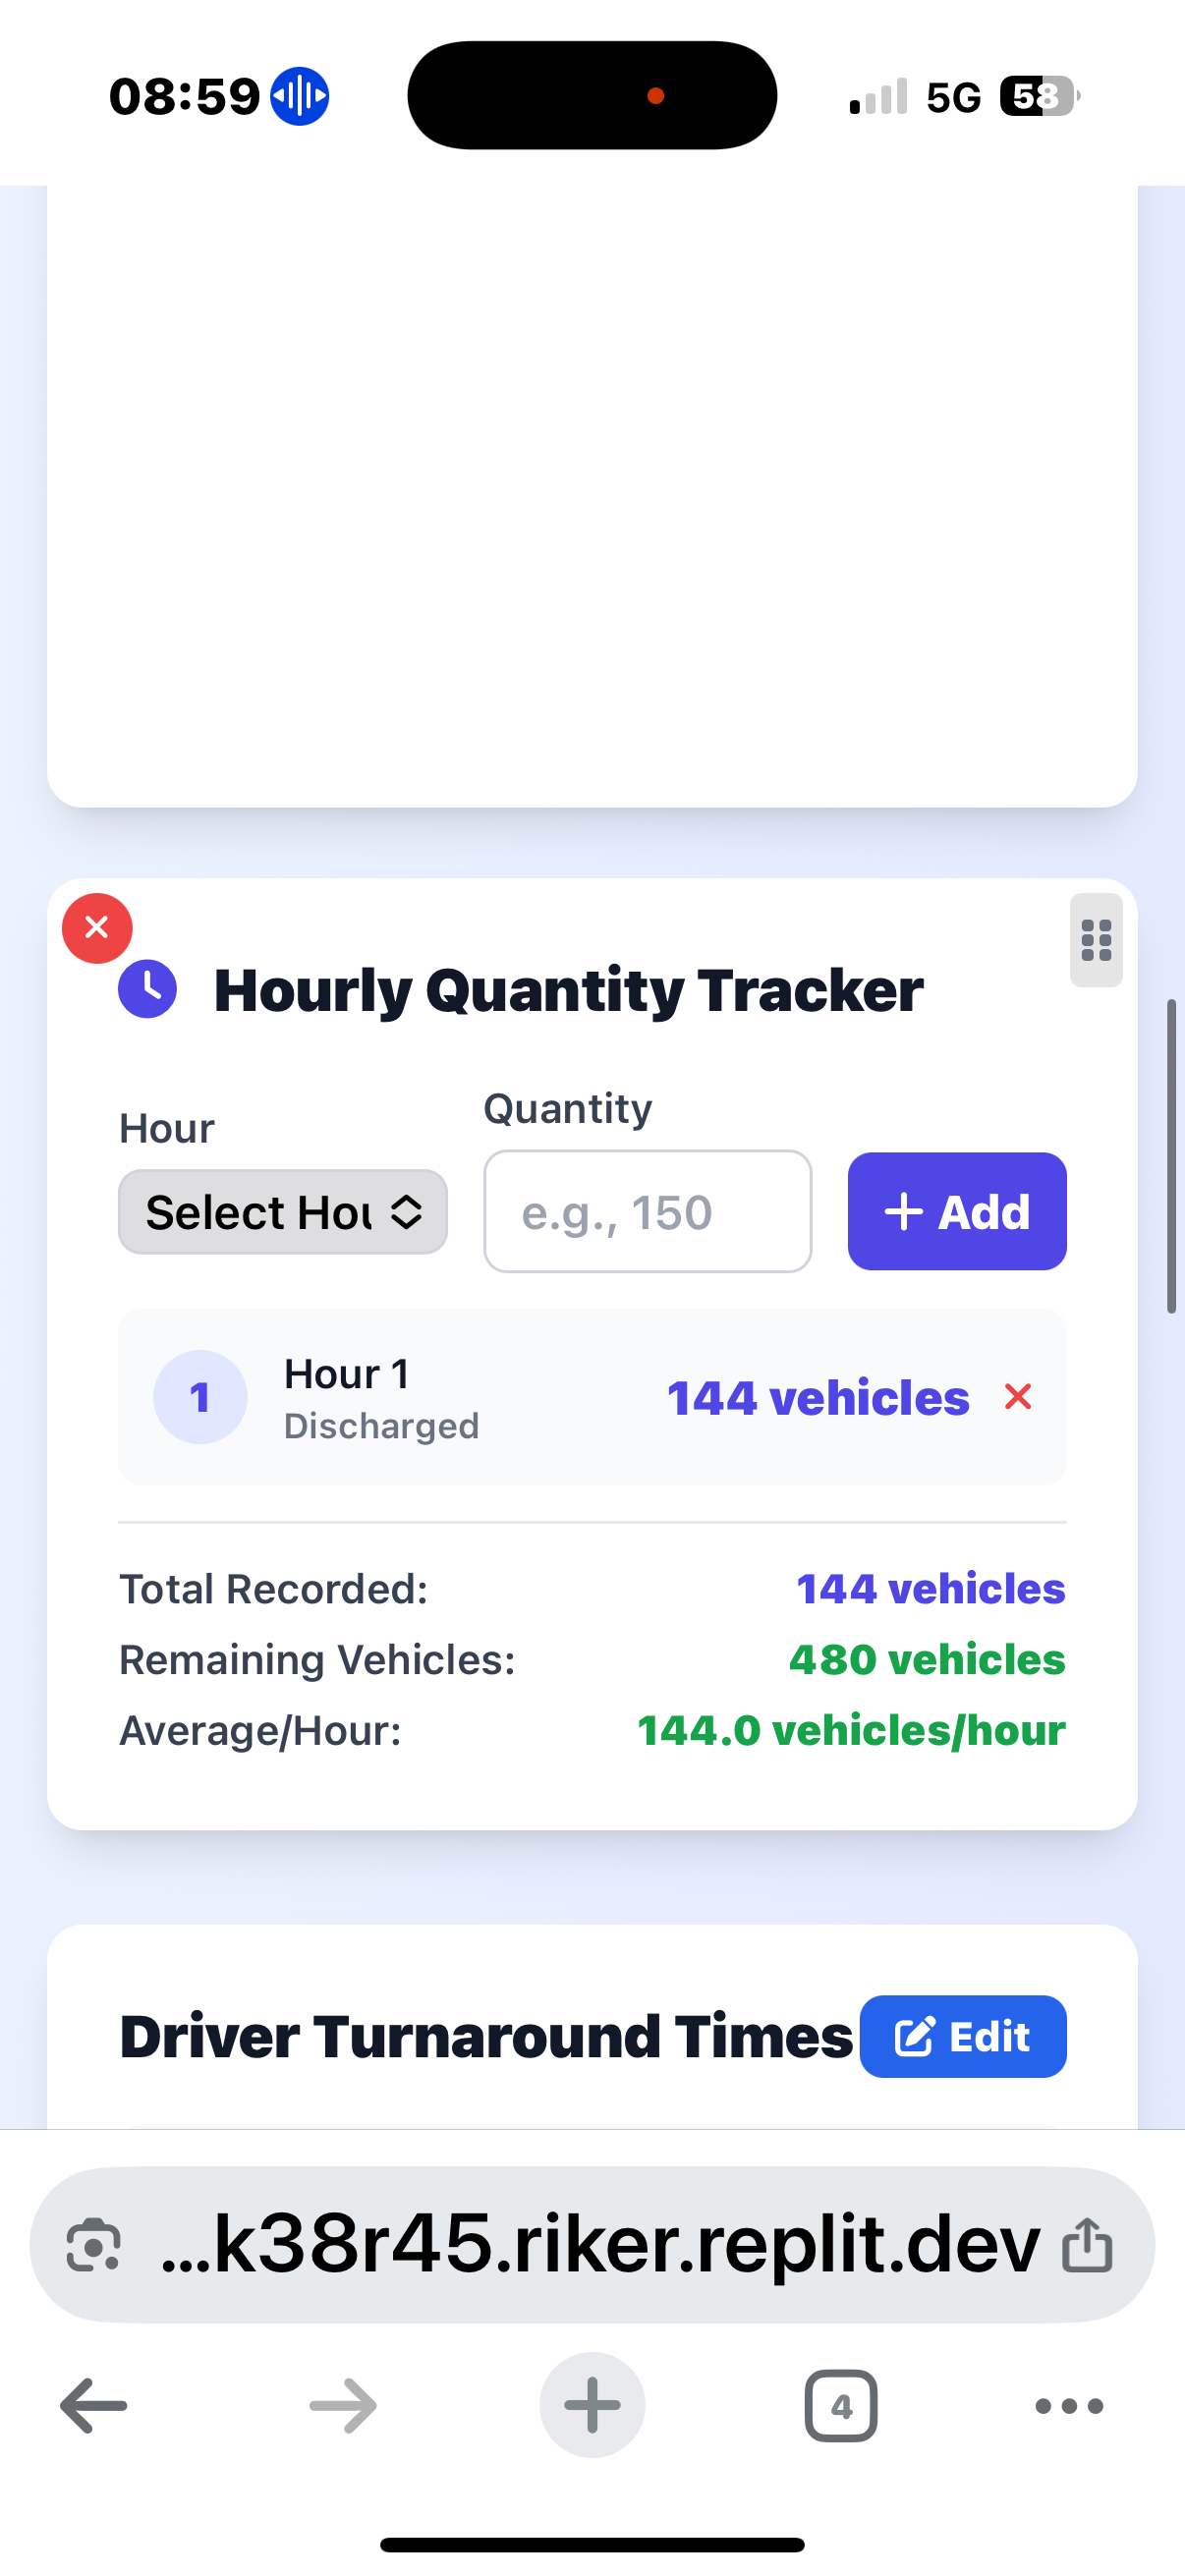 08:59
5G
58
Hourly Quantity Tracker
Hour
Quantity
Select Hou
e.g., 150
+ Add
1
Hour 1
Discharged
144 vehicles
Total Recorded:
144 vehicles
Remaining Vehicles:
480 vehicles
Average/Hour:
144.0 vehicles/hour
Driver Turnaround Times
Edit
...k38r45.riker.replit.dev
4